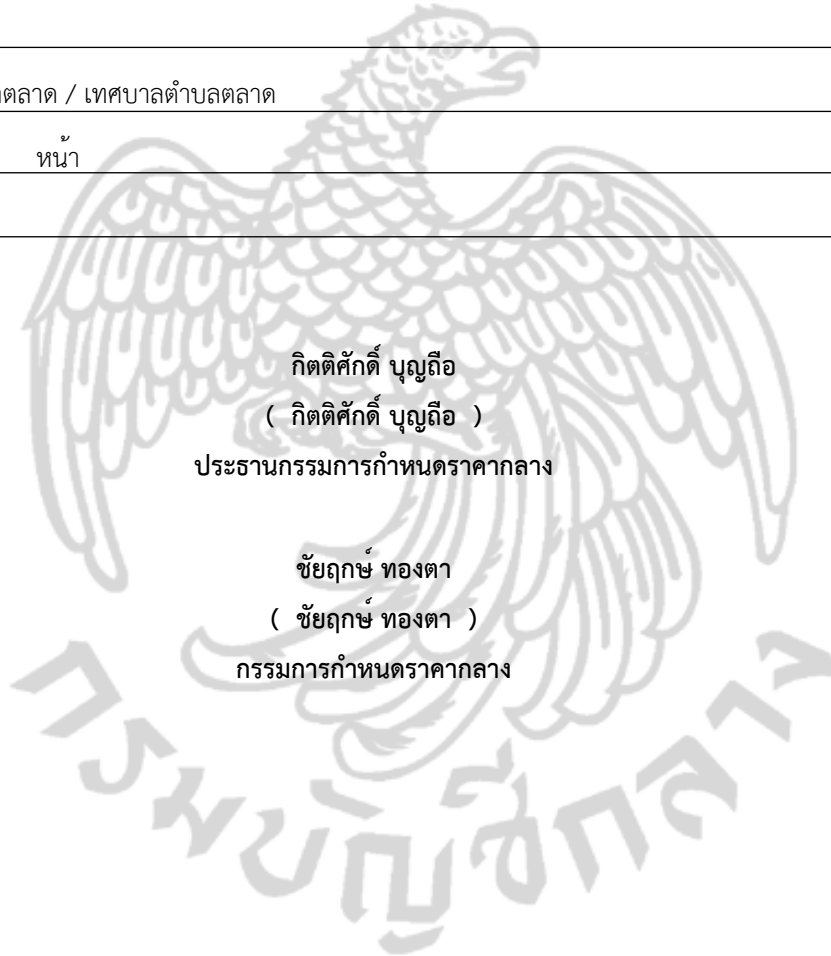 ตลาด / เทศบาลตำบลตลาด
หน้า
กิตติศักดิ์ บุญถือ
( กิตติศักดิ์ บุญถือ )
ประธานกรรมการกำหนดราคากลาง
ชัยฤกษ์ ทองตา
( ชัยฤกษ์ ทองตา )
กรรมการกำหนดราคากลาง
กรมบัญชีกลาง